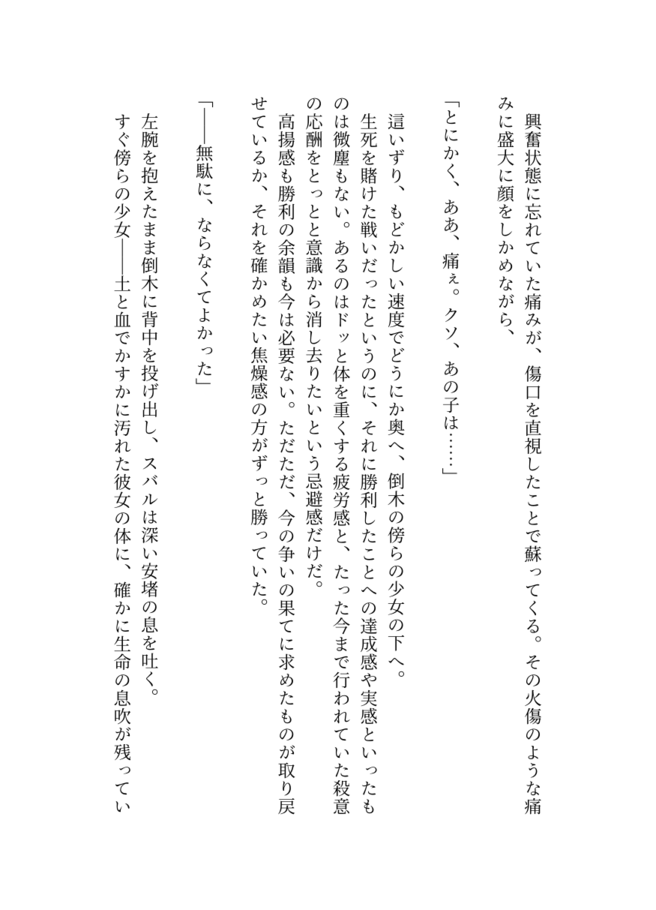 興奮状態に忘れていた痛みが、傷口を直視したことで蘇ってくる。その火傷のような痛
みに盛大に顔をしかめながら、
「とにかく、ああ、痛ぇ。クソ、あの子は……」
這いずり、もどかしい速度でどうにか奥へ、倒木の傍らの少女の下へ。
生死を賭けた戦いだったというのに、それに勝利したことへの達成感や実感といったも
のは微塵もない。あるのはドッと体を重くする疲労感と、たった今まで行われていた殺意
の応酬をとっとと意識から消し去りたいという忌避感だけだ。
高揚感も勝利の余韻も今は必要ない。ただただ、今の争いの果てに求めたものが取り戻
せているか、それを確かめたい焦燥感の方がずっと勝っていた。
「――無駄に、ならなくてよかった」
左腕を抱えたまま倒木に背中を投げ出し、スバルは深い安堵の息を吐く。
すぐ傍らの少女――土と血でかすかに汚れた彼女の体に、確かに生命の息吹が残ってい